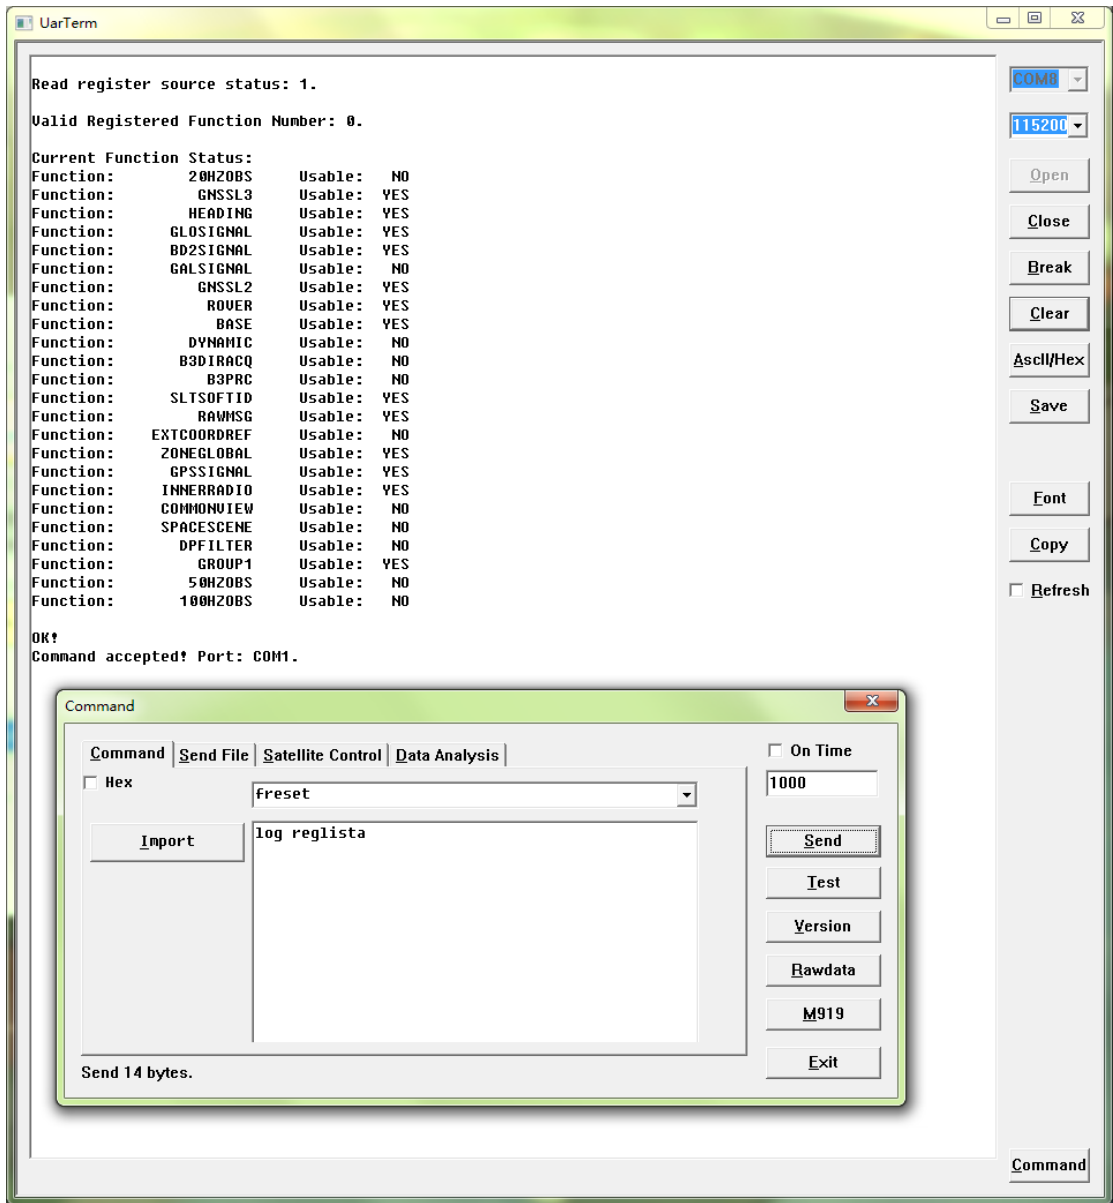 UarTerm
Read register source status: 1.
Valid Registered Function Number: 0.
Current Function Status:
Function: 20HZOBS Usable: NO
Function: GNSSL3 Usable: YES
Function: HEADING Usable: YES
Function: GLOSIGNAL Usable: YES
Function: BD2SIGNAL Usable: YES
Function: GALSIGNAL Usable: NO
Function: GNSSL2 Usable: YES
Function: ROVER Usable: YES
Function: BASE Usable: YES
Function: DYNAMIC Usable: NO
Function: B3DIRACQ Usable: NO
Function: B3PRC Usable: NO
Function: SLTSOFTID Usable: YES
Function: RAWMSG Usable: YES
Function: EXTCOORDREF Usable: NO
Function: ZONEGLOBAL Usable: YES
Function: GPSSIGNAL Usable: YES
Function: INNERRADIO Usable: YES
Function: COMMONVIEW Usable: NO
Function: SPACESCENE Usable: NO
Function: DPFILTER Usable: NO
Function: GROUP1 Usable: YES
Function: 50HZOBS Usable: NO
Function: 100HZOBS Usable: NO
OK!
Command accepted! Port: COM1.
COM8
115200
Open
Close
Break
Clear
AscII/Hex
Save
Font
Copy
Refresh
Command
Command Send File Satellite Control Data Analysis
Hex
freset
Import
log reglista
Send 14 bytes.
On Time
1000
Send
Test
Version
Rawdata
M919
Exit
Command